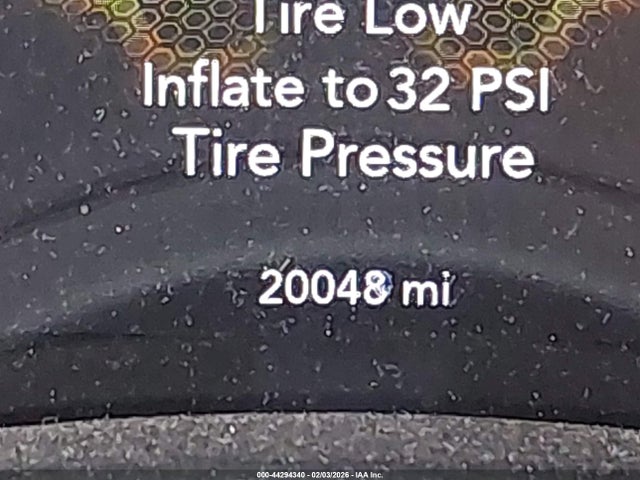 Tire Low
Inflate to 32 PSI
Tire Pressure
20048 mi
000-44294340 - 02/03/2026 - IAA Inc.